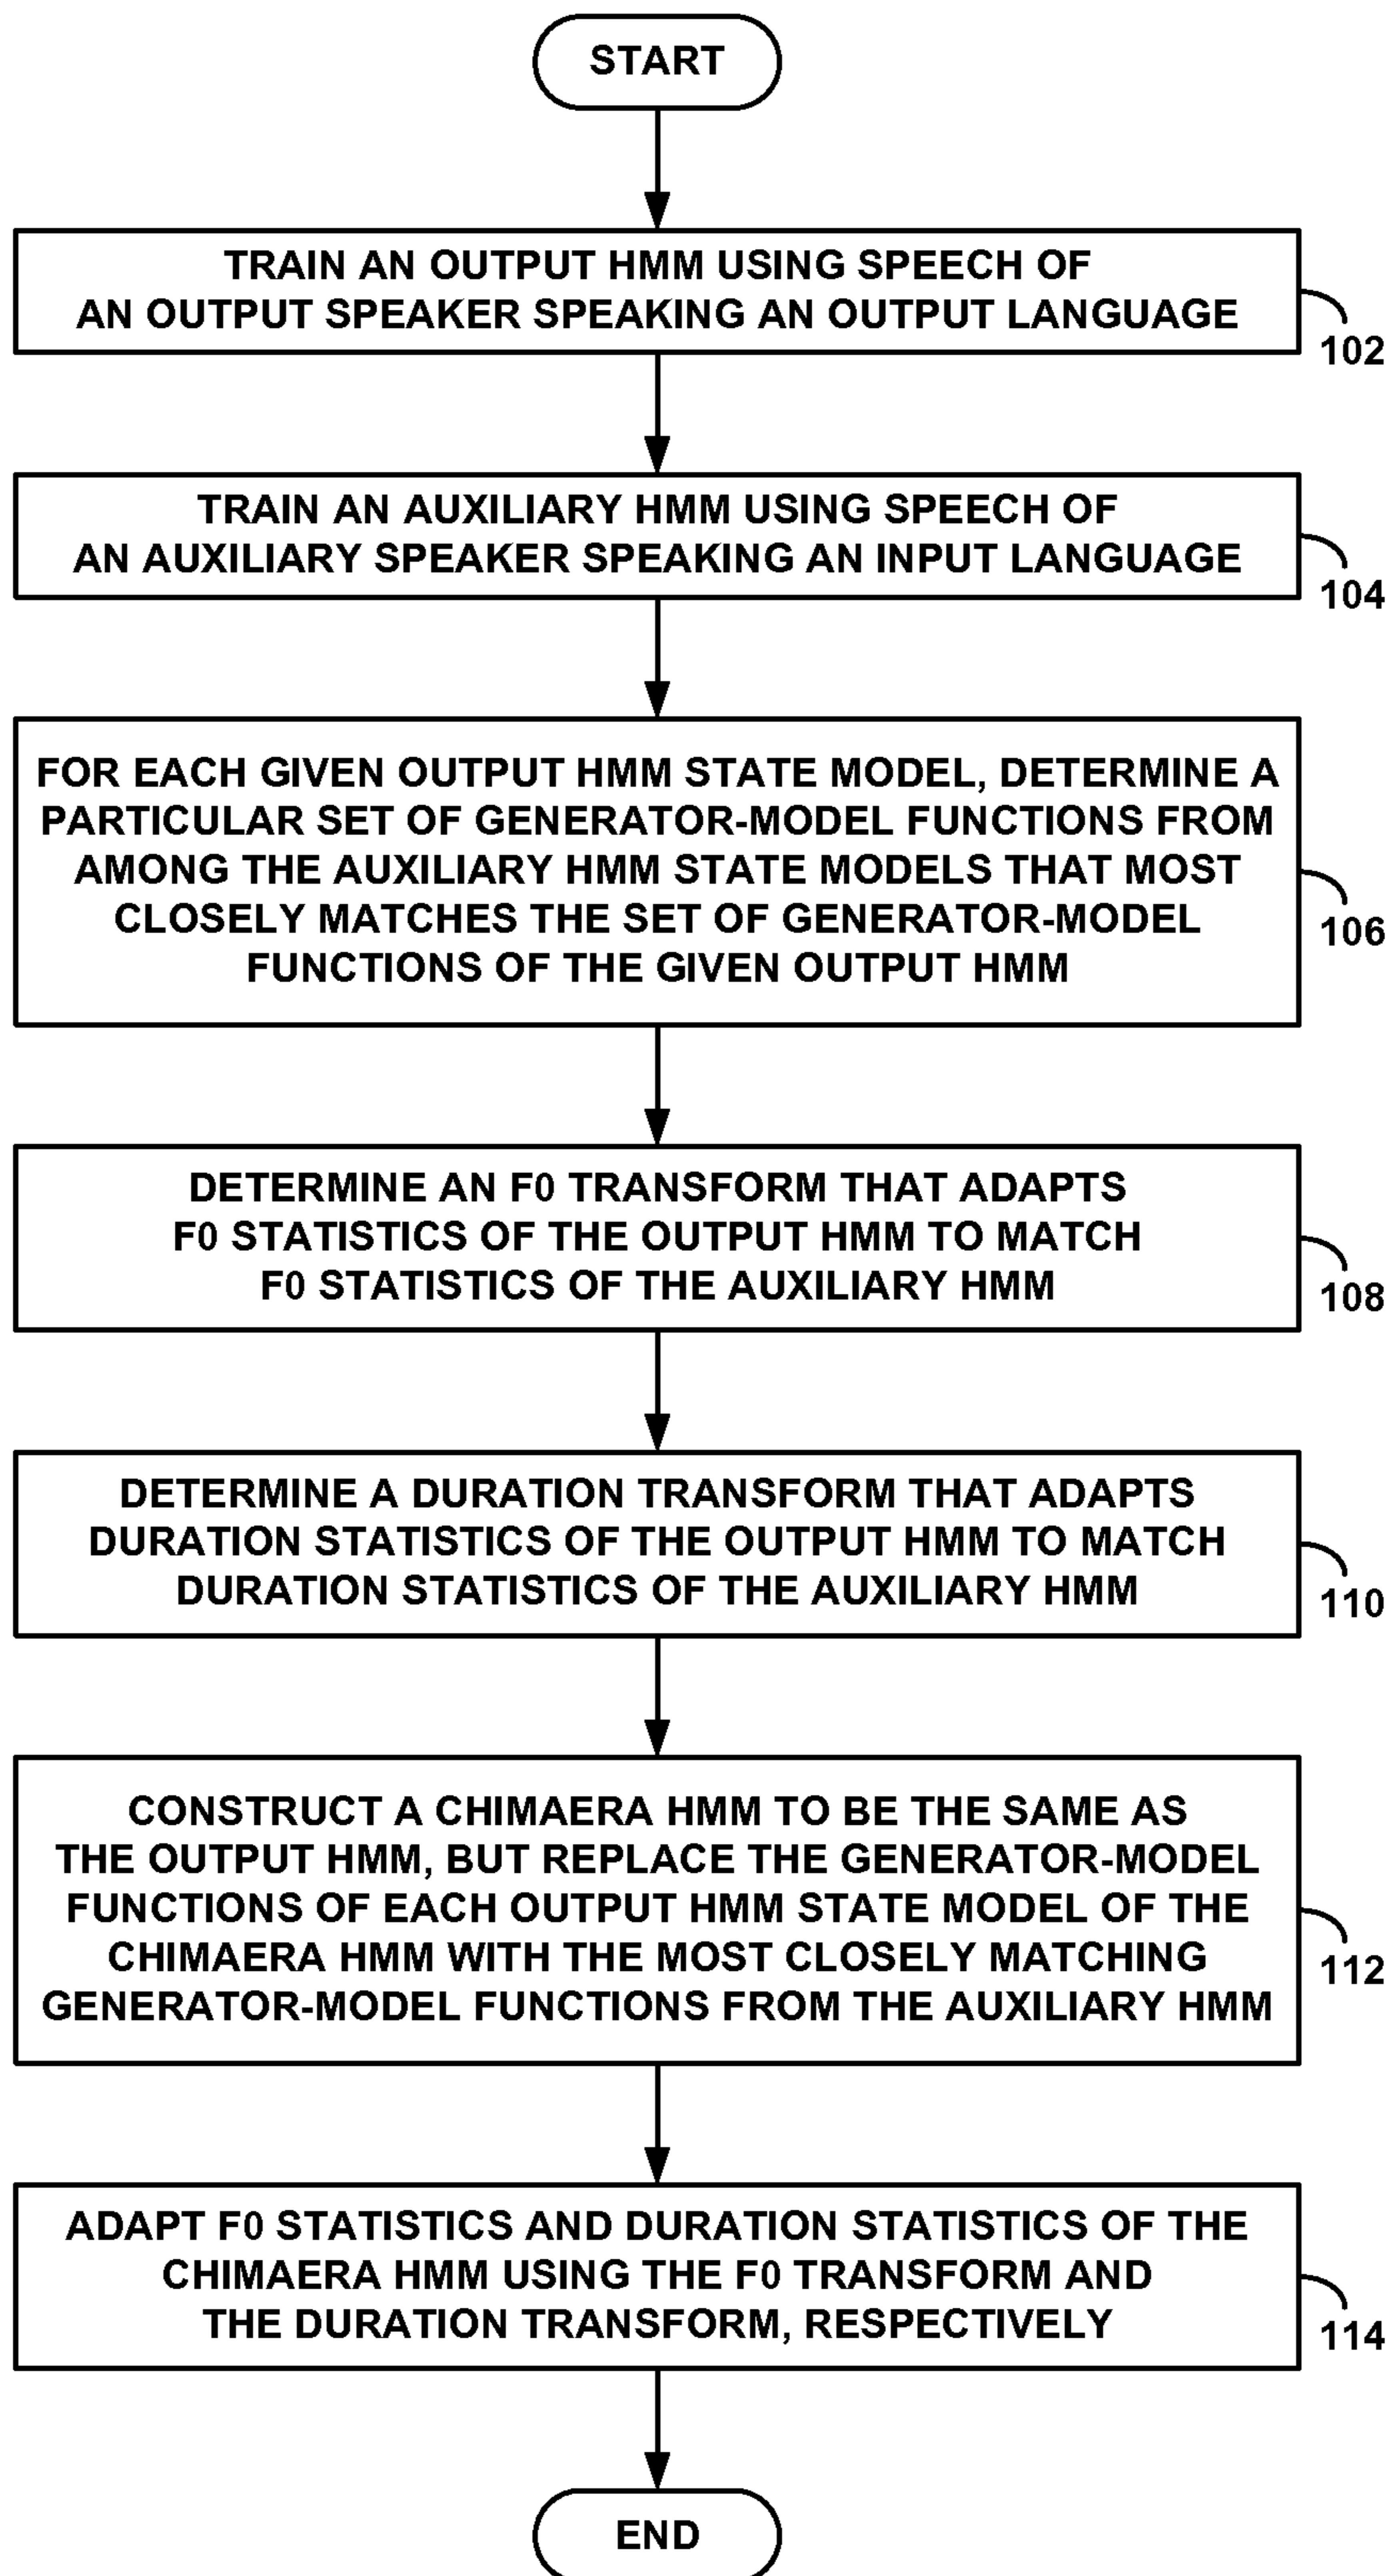 START
TRAIN AN OUTPUT HMM USING SPEECH OF
AN OUTPUT SPEAKER SPEAKING AN OUTPUT LANGUAGE
102
TRAIN AN AUXILIARY HMM USING SPEECH OF
AN AUXILIARY SPEAKER SPEAKING AN INPUT LANGUAGE
104
FOR EACH GIVEN OUTPUT HMM STATE MODEL, DETERMINE A
PARTICULAR SET OF GENERATOR-MODEL FUNCTIONS FROM
AMONG THE AUXILIARY HMM STATE MODELS THAT MOST
CLOSELY MATCHES THE SET OF GENERATOR-MODEL
FUNCTIONS OF THE GIVEN OUTPUT HMM
106
DETERMINE AN F0 TRANSFORM THAT ADAPTS
F0 STATISTICS OF THE OUTPUT HMM TO MATCH
F0 STATISTICS OF THE AUXILIARY HMM
108
DETERMINE A DURATION TRANSFORM THAT ADAPTS
DURATION STATISTICS OF THE OUTPUT HMM TO MATCH
DURATION STATISTICS OF THE AUXILIARY HMM
110
CONSTRUCT A CHIMAERA HMM TO BE THE SAME AS
THE OUTPUT HMM, BUT REPLACE THE GENERATOR-MODEL
FUNCTIONS OF EACH OUTPUT HMM STATE MODEL OF THE
CHIMAERA HMM WITH THE MOST CLOSELY MATCHING
GENERATOR-MODEL FUNCTIONS FROM THE AUXILIARY HMM
112
ADAPT F0 STATISTICS AND DURATION STATISTICS OF THE
CHIMAERA HMM USING THE F0 TRANSFORM AND
THE DURATION TRANSFORM, RESPECTIVELY
114
END